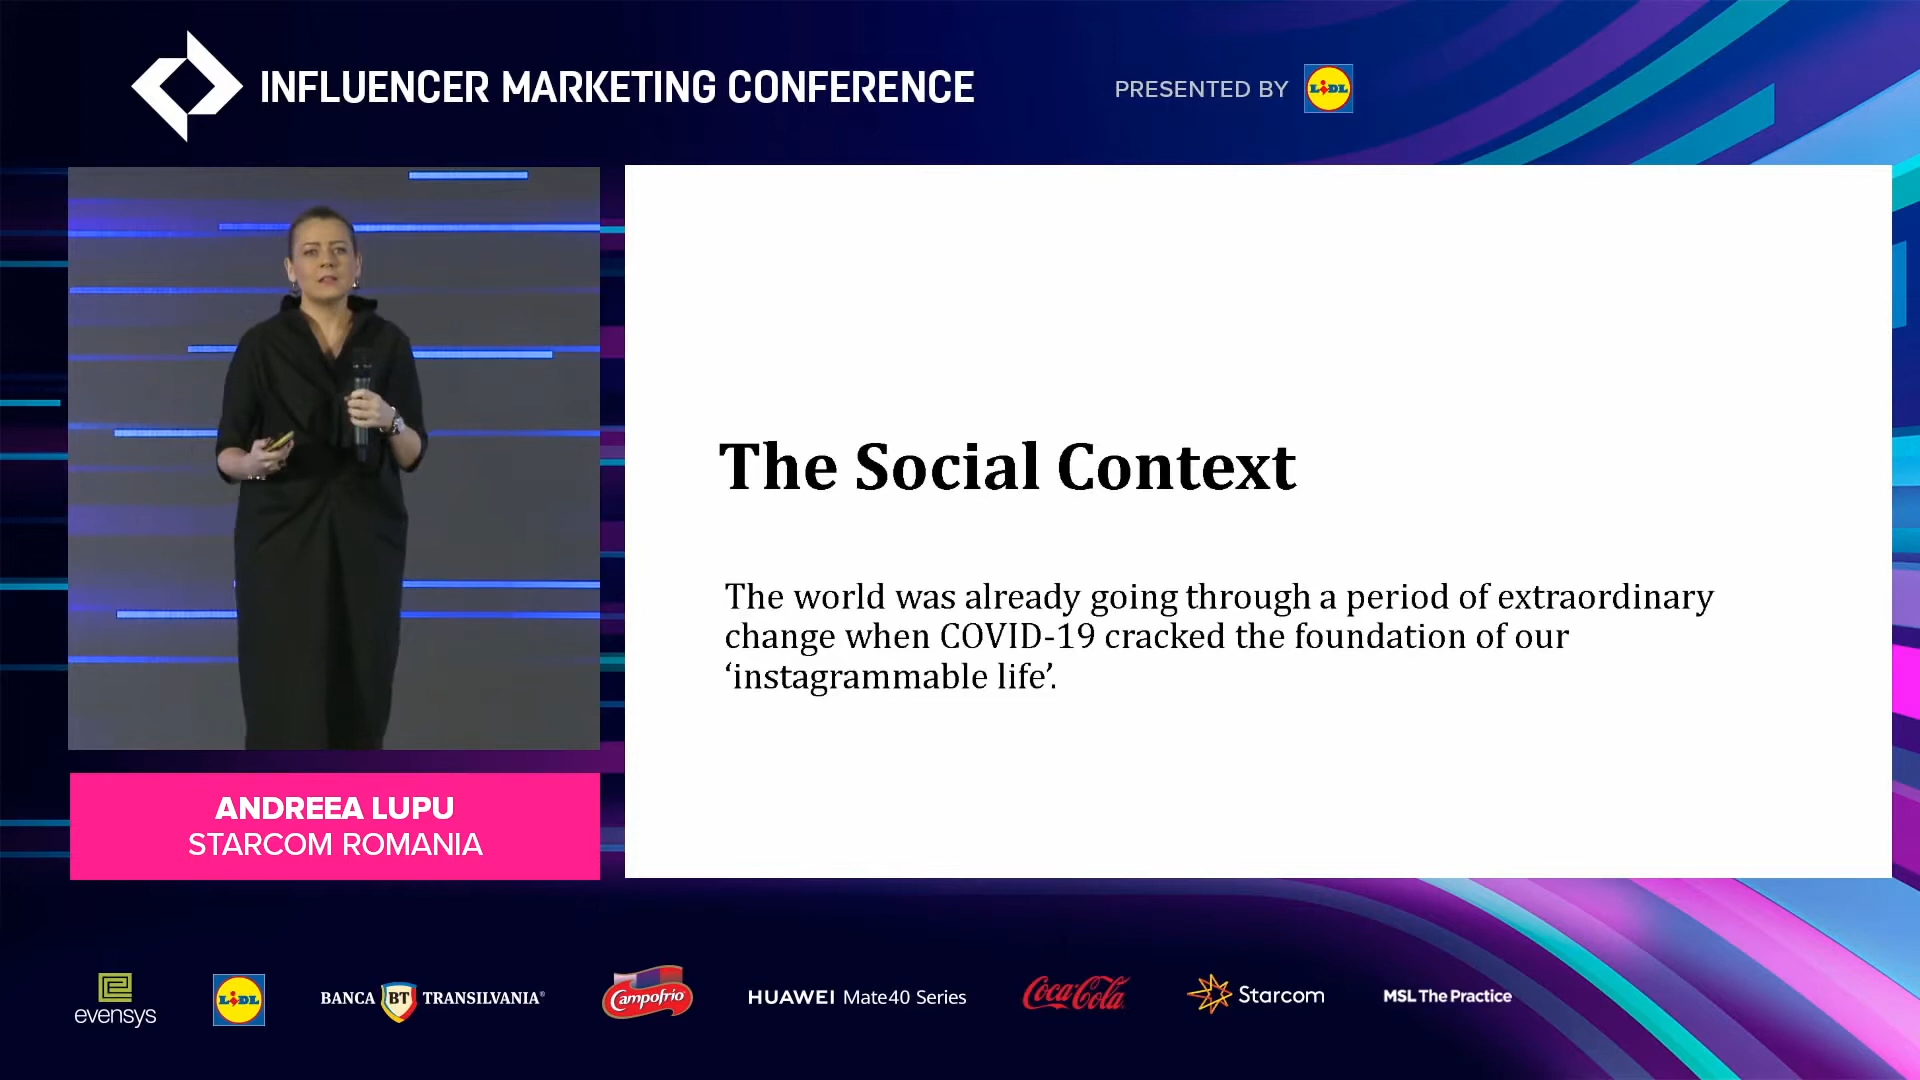 INFLUENCER MARKETING CONFERENCE
PRESENTED BY
LIDL
The Social Context
The world was already going through a period of extraordinary
change when COVID-19 cracked the foundation of our
‘instagrammable life’.
ANDREEA LUPU
STARCOM ROMANIA
evensys
LIDL
BANCA BT TRANSILVANIA®
Campofrio
HUAWEI Mate40 Series
Coca-Cola
Starcom
MSL The Practice